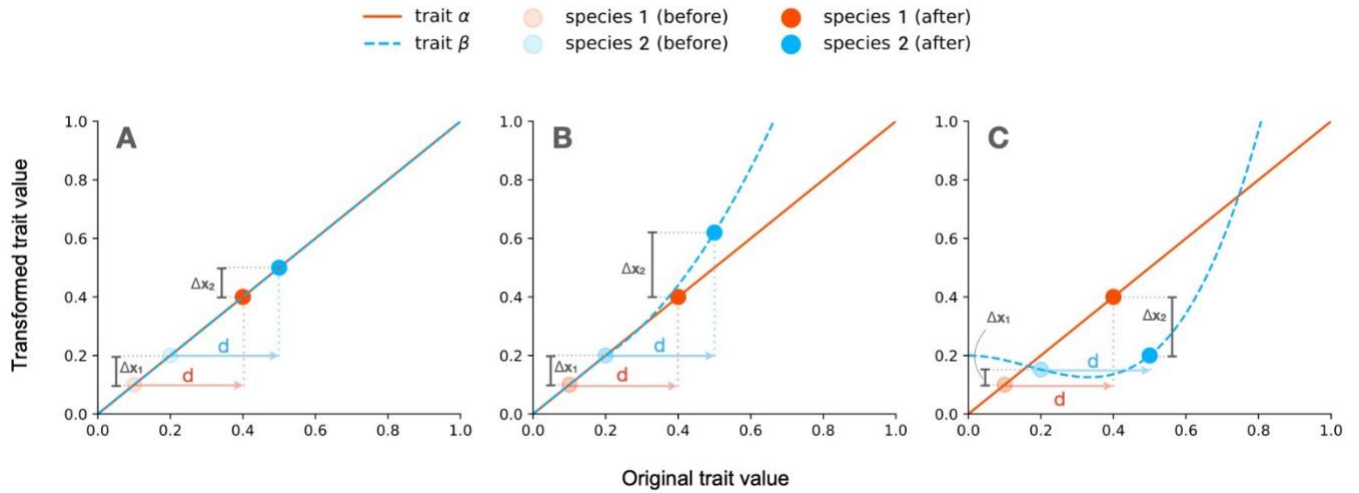 trait α
species 1 (before)
species 1 (after)
trait β
species 2 (before)
species 2 (after)
Transformed trait value
A
1.0
0.8
0.6
0.4
0.2
0.0
Δx₂
Δx₁
d
d
0.0 0.2 0.4 0.6 0.8 1.0
B
1.0
0.8
0.6
0.4
0.2
0.0
Δx₂
Δx₁
d
d
0.0 0.2 0.4 0.6 0.8 1.0
C
1.0
0.8
0.6
0.4
0.2
0.0
Δx₁
Δx₂
d
d
0.0 0.2 0.4 0.6 0.8 1.0
Original trait value